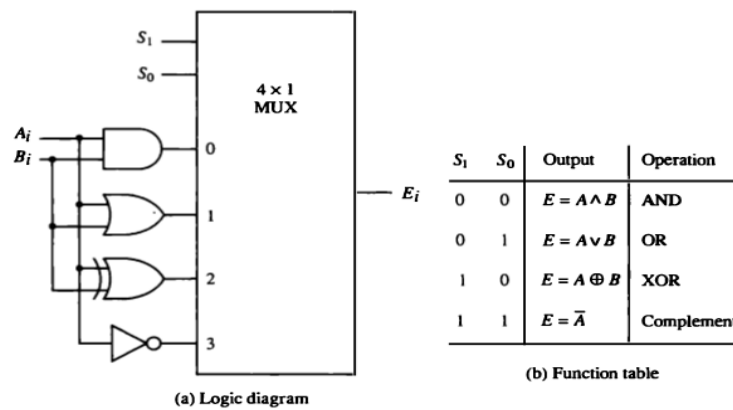 S₁
S₀
4 × 1
MUX
Aᵢ
Bᵢ
0
1
2
3
Eᵢ
(a) Logic diagram
S₁ S₀ Output Operation
0 0 E = A ∧ B AND
0 1 E = A ∨ B OR
1 0 E = A ⊕ B XOR
1 1 E = A̅ Complement
(b) Function table